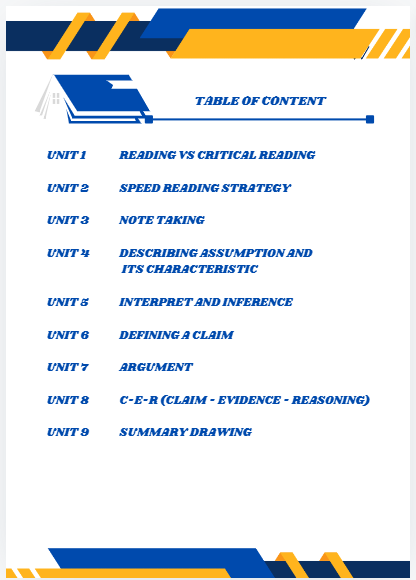 TABLE OF CONTENT
UNIT 1 READING VS CRITICAL READING
UNIT 2 SPEED READING STRATEGY
UNIT 3 NOTE TAKING
UNIT 4 DESCRIBING ASSUMPTION AND
ITS CHARACTERISTIC
UNIT 5 INTERPRET AND INFERENCE
UNIT 6 DEFINING A CLAIM
UNIT 7 ARGUMENT
UNIT 8 C-E-R (CLAIM - EVIDENCE - REASONING)
UNIT 9 SUMMARY DRAWING